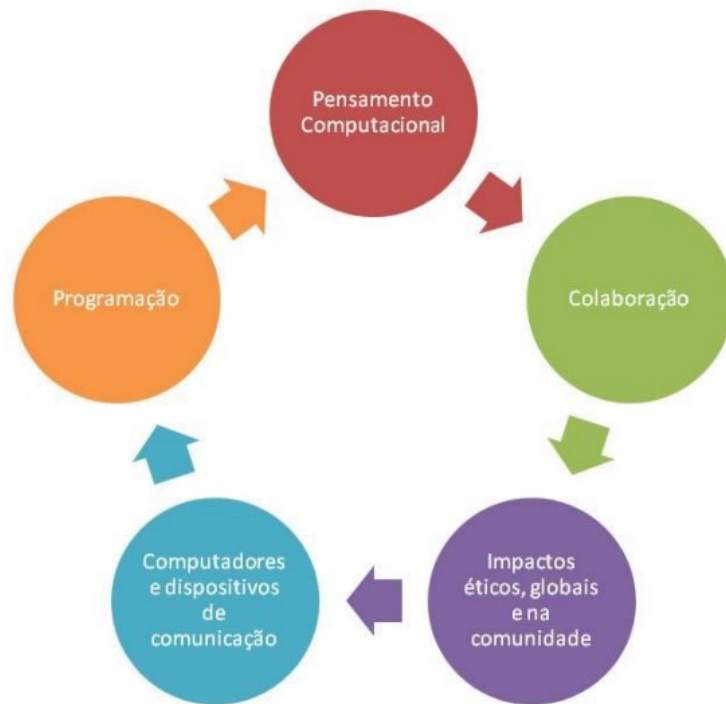 Pensamento
Computacional
Programação
Colaboração
Computadores
e dispositivos
de
comunicação
Impactos
éticos, globais
e na
comunidade